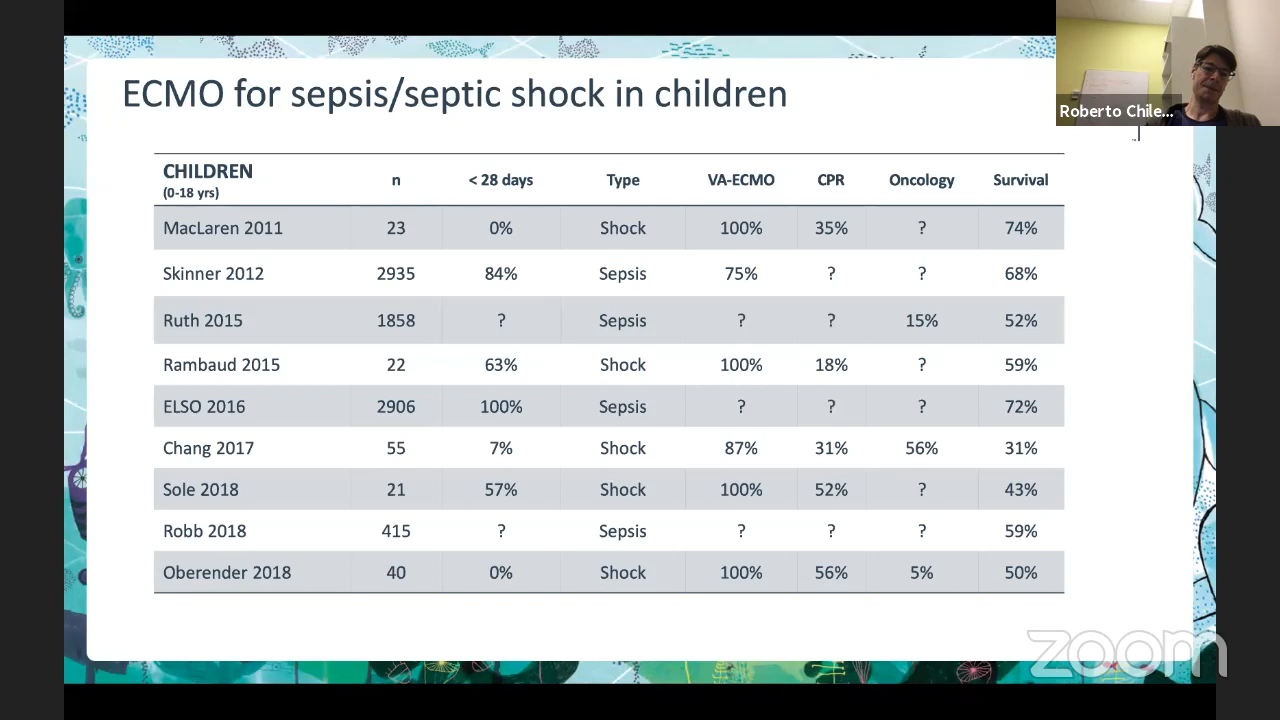 Roberto Chile...
ECMO for sepsis/septic shock in children
CHILDREN (0-18 yrs) n < 28 days Type VA-ECMO CPR Oncology Survival
MacLaren 2011 23 0% Shock 100% 35% ? 74%
Skinner 2012 2935 84% Sepsis 75% ? ? 68%
Ruth 2015 1858 ? Sepsis ? ? 15% 52%
Rambaud 2015 22 63% Shock 100% 18% ? 59%
ELSO 2016 2906 100% Sepsis ? ? ? 72%
Chang 2017 55 7% Shock 87% 31% 56% 31%
Sole 2018 21 57% Shock 100% 52% ? 43%
Robb 2018 415 ? Sepsis ? ? ? 59%
Oberender 2018 40 0% Shock 100% 56% 5% 50%
zoom